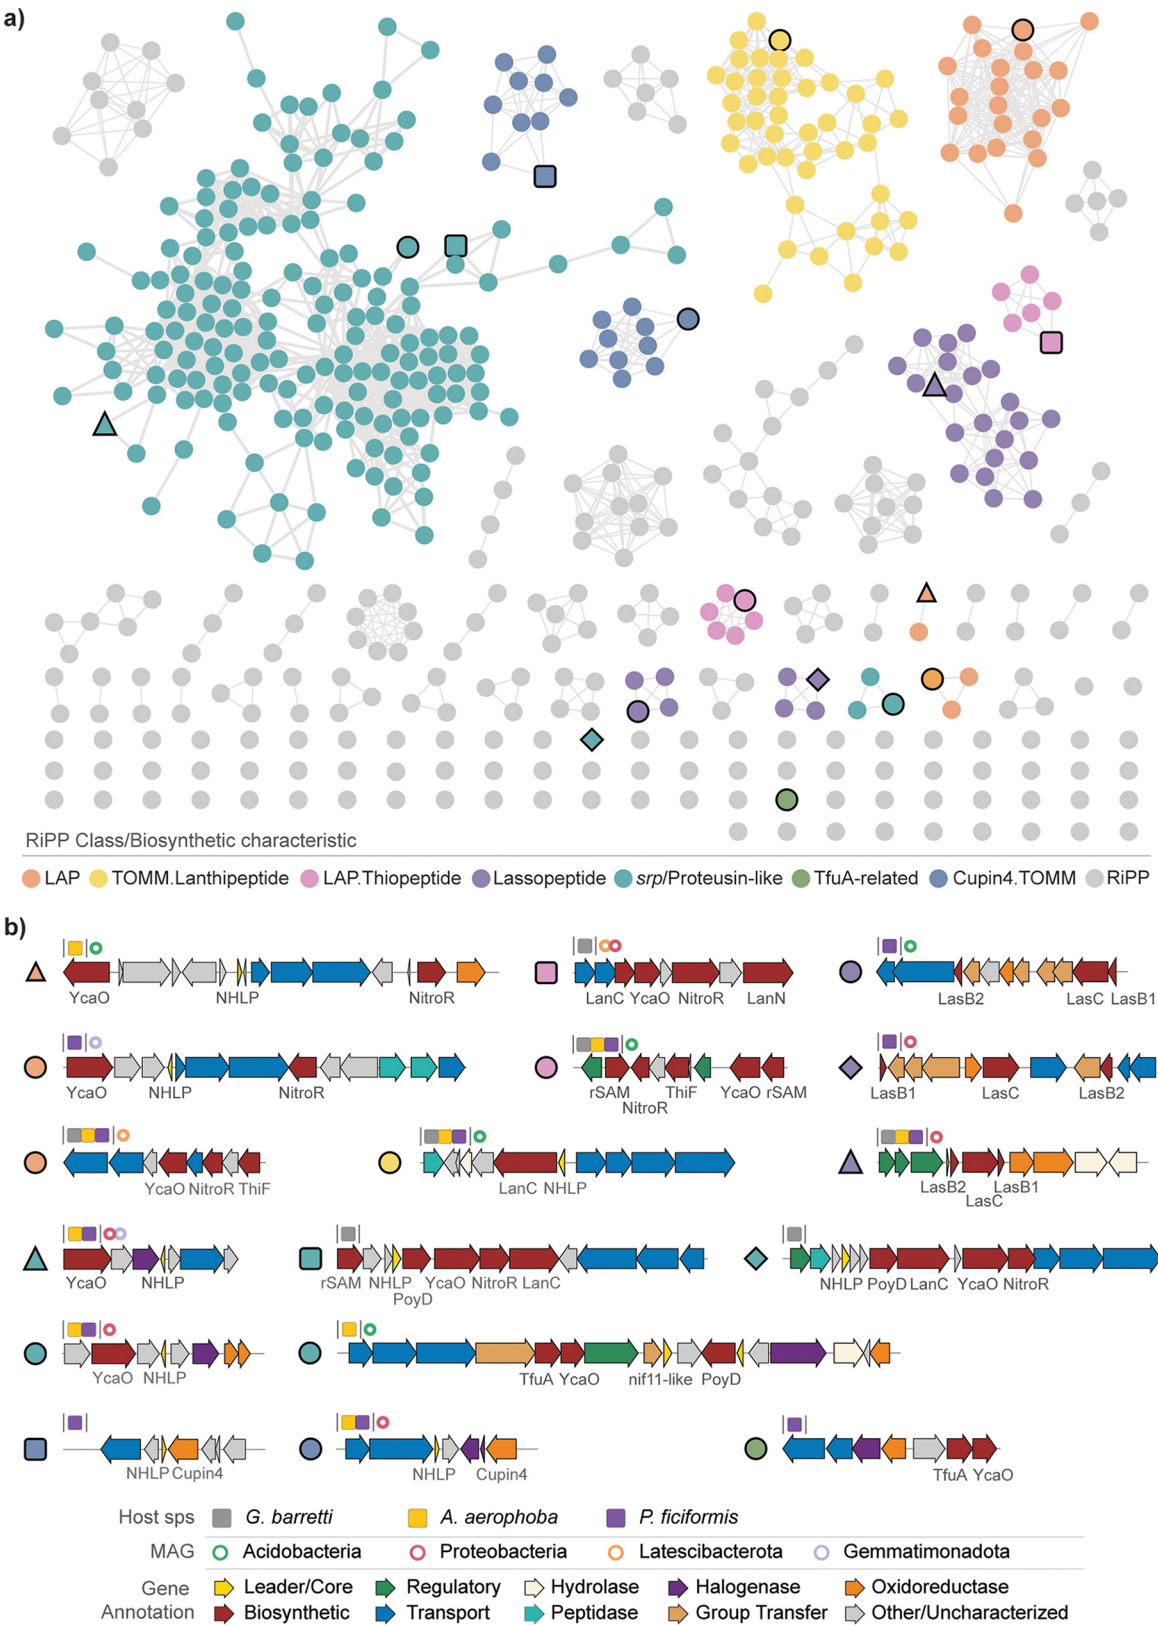 a)
RiPP Class/Biosynthetic characteristic
LAP TOMM.Lanthipeptide LAP.Thiopeptide Lassopeptide srp/Proteusin-like TfuA-related Cupin4.TOMM RiPP
b)
YcaO NHLP NitroR
LanC YcaO NitroR LanN
LasB2 LasC LasB1
YcaO NHLP NitroR
rSAM ThiF YcaO rSAM
NitroR
LasB1 LasC LasB2
YcaO NitroR ThiF
LanC NHLP
LasB2 LasB1
LasC
YcaO NHLP
rSAM NHLP YcaO NitroR LanC
PoyD
NHLP PoyD LanC YcaO NitroR
YcaO NHLP
TfuA YcaO nif11-like PoyD
NHLP Cupin4
NHLP Cupin4
TfuA YcaO
Host sps G. barretti A. aerophoba P. ficiformis
MAG Acidobacteria Proteobacteria Latescibacterota Gemmatimonadota
Gene Leader/Core Regulatory Hydrolase Halogenase Oxidoreductase
Annotation Biosynthetic Transport Peptidase Group Transfer Other/Uncharacterized